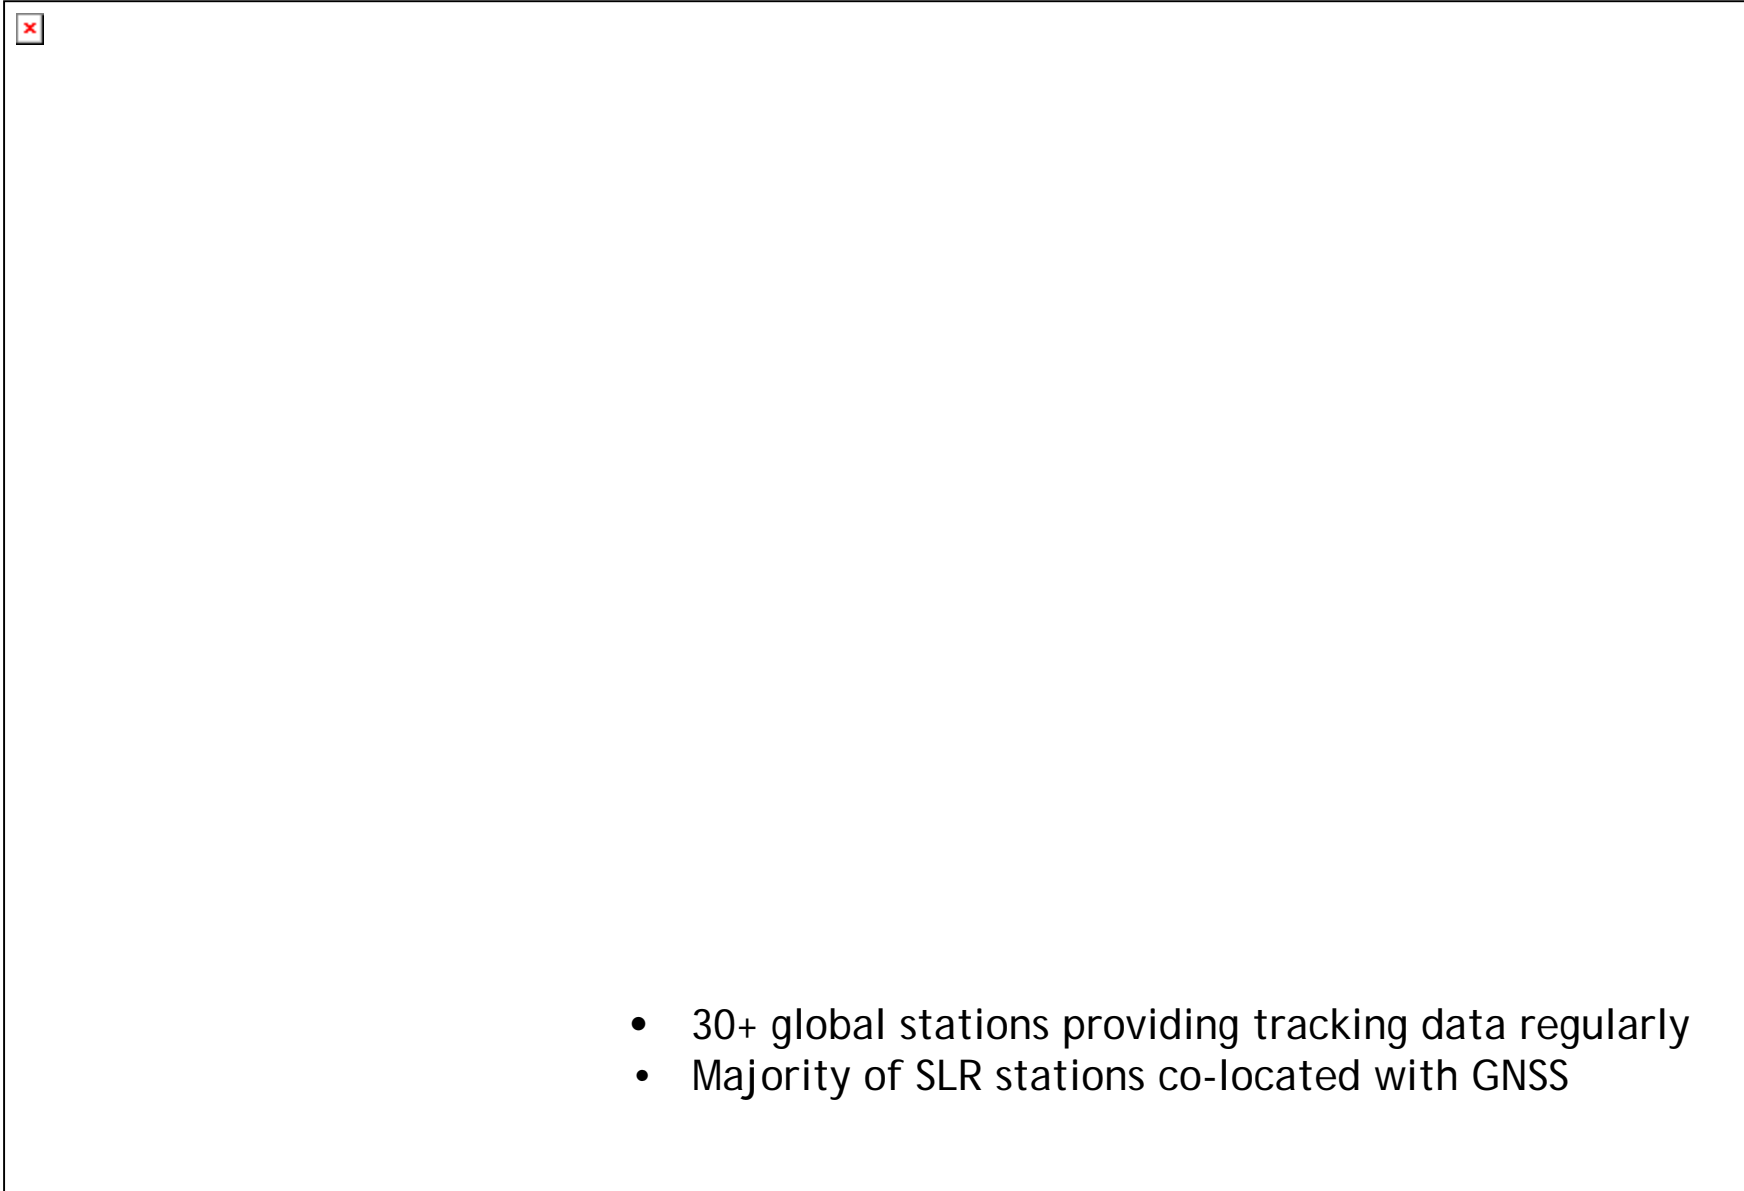 • 30+ global stations providing tracking data regularly
• Majority of SLR stations co-located with GNSS